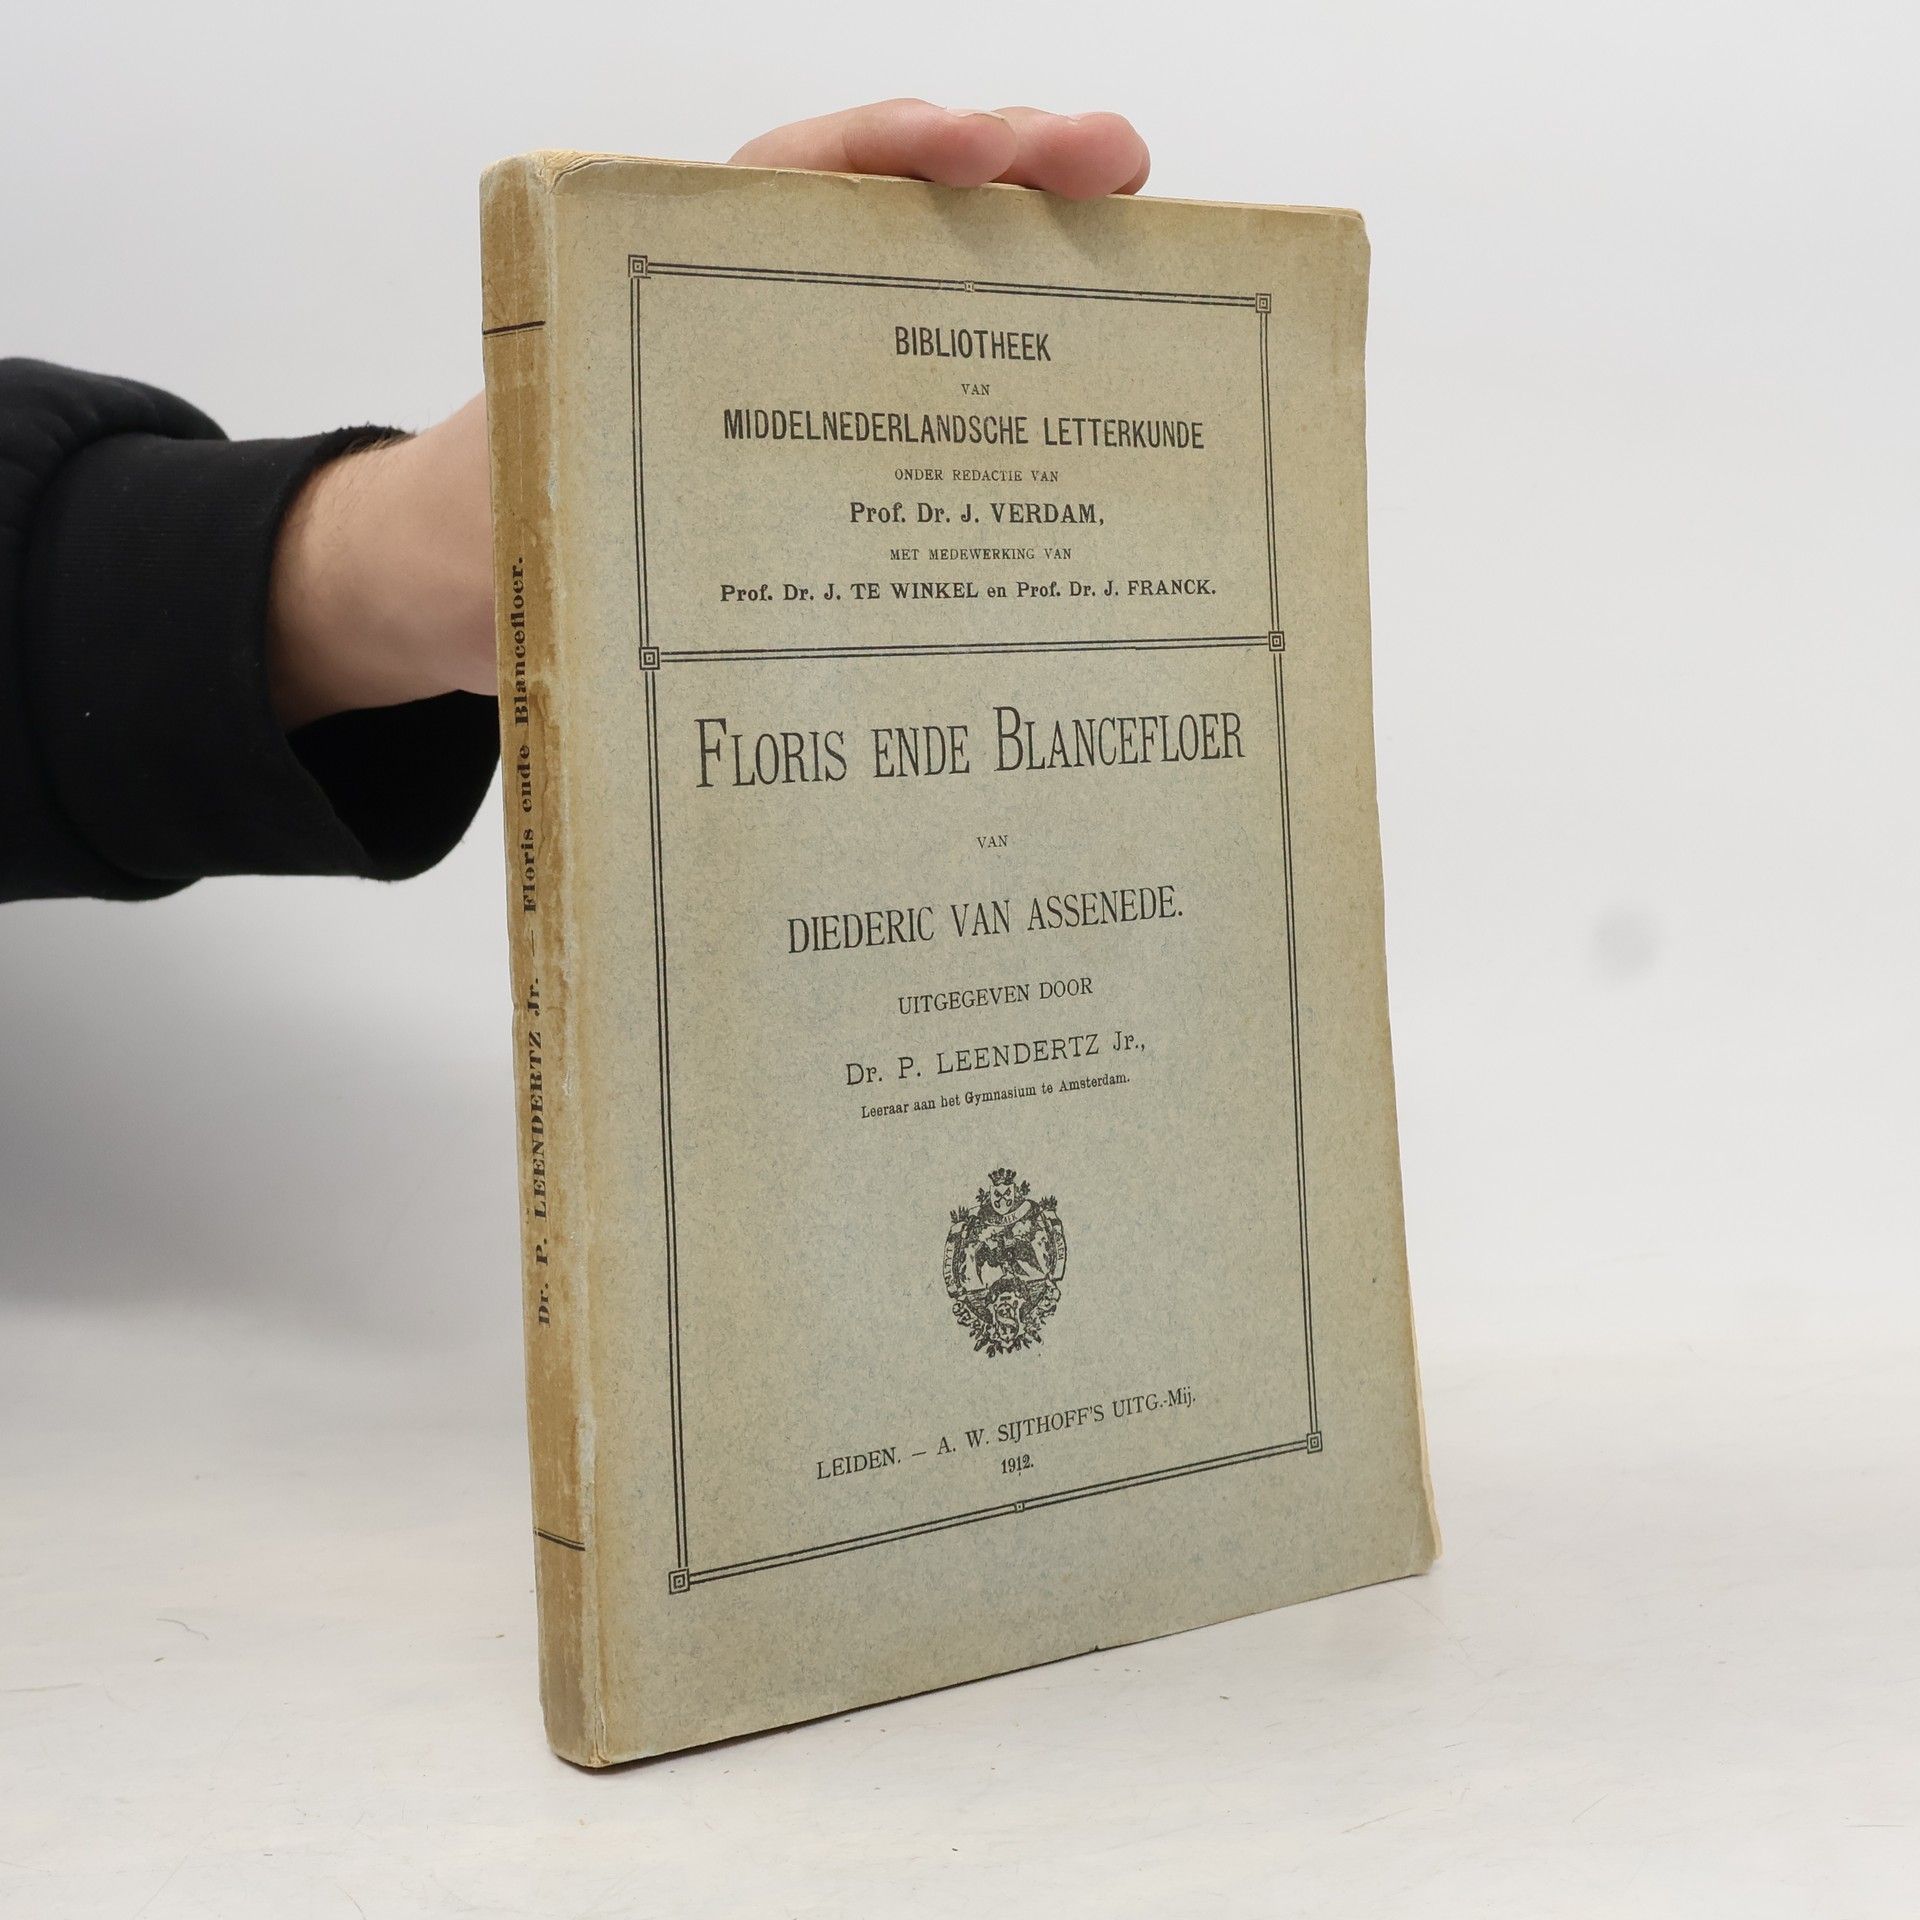 BIBLIOTHEEK
VAN
MIDDELNEDERLANDSCHE LETTERKUNDE
ONDER REDACTIE VAN
Prof. Dr. J. VERDAM,
MET MEDEWERKING VAN
Prof. Dr. J. TE WINKEL en Prof. Dr. J. FRANCK.
FLORIS ENDE BLANCEFLOER
VAN
DIEDERIC VAN ASSENEDE.
UITGEGEVEN DOOR
Dr. P. LEENDERTZ Jr.,
Leeraar aan het Gymnasium te Amsterdam.
LEIDEN. — A. W. SIJTHOFF'S UITG.-Mij.
1912.
Dr. P. LEENDERTZ Jr. — Floris ende Blancefloer.